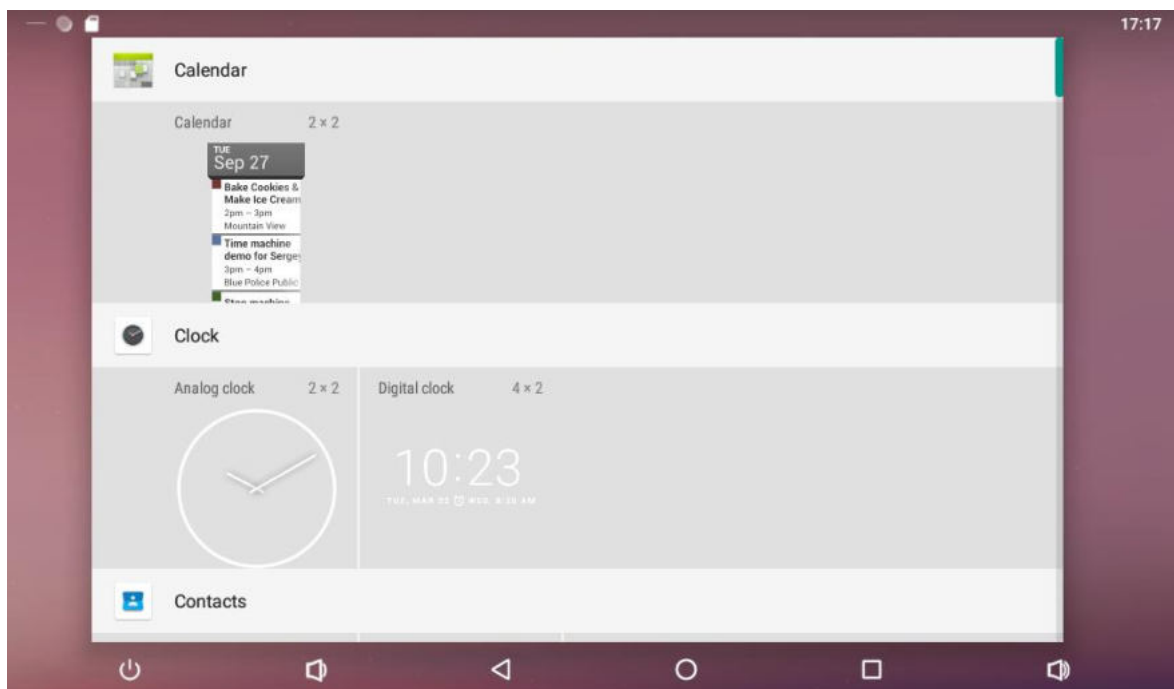 17:17
Calendar
Calendar 2 × 2
TUE
Sep 27
Bake Cookies &
Make Ice Cream
2pm – 3pm
Mountain View
Time machine
demo for Sergey
3pm – 4pm
Blue Police Public
Clock
Analog clock 2 × 2 Digital clock 4 × 2
10:23
Contacts